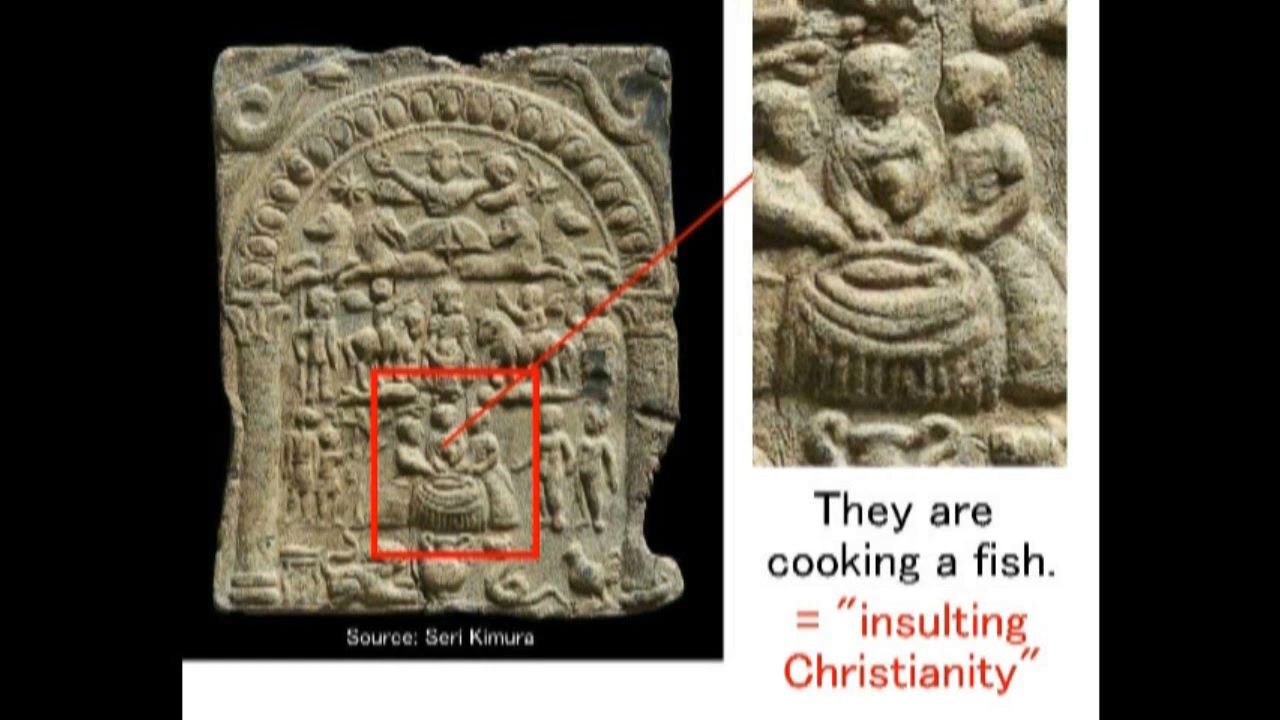 Source: Seri Kimura
They are
cooking a fish.
= "insulting
Christianity"